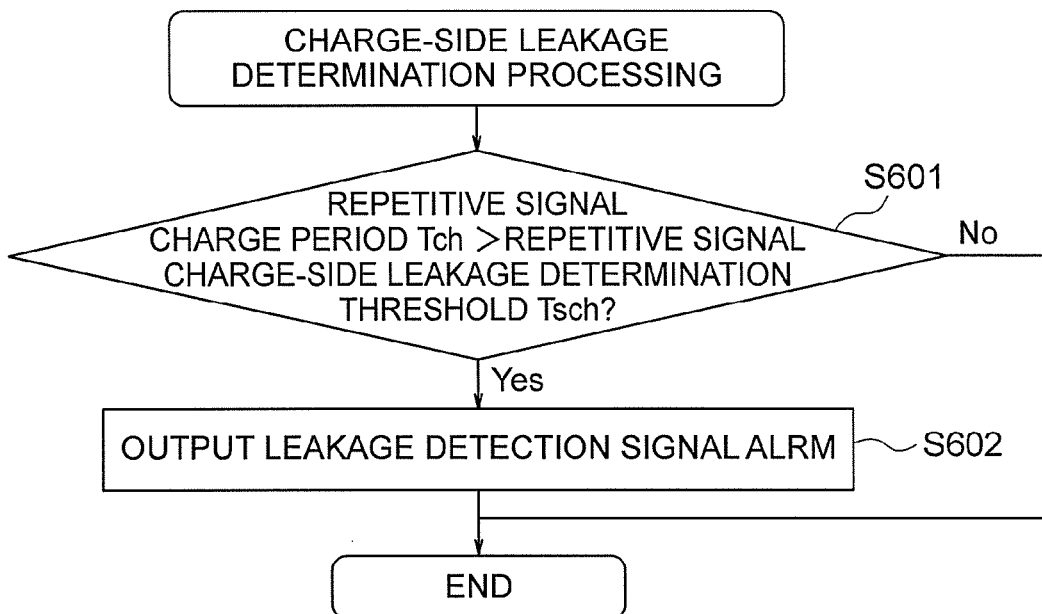 CHARGE-SIDE LEAKAGE
DETERMINATION PROCESSING
S601
REPETITIVE SIGNAL
CHARGE PERIOD Tch >REPETITIVE SIGNAL
CHARGE-SIDE LEAKAGE DETERMINATION
THRESHOLD Tsch?
No
Yes
OUTPUT LEAKAGE DETECTION SIGNAL ALRM
S602
END